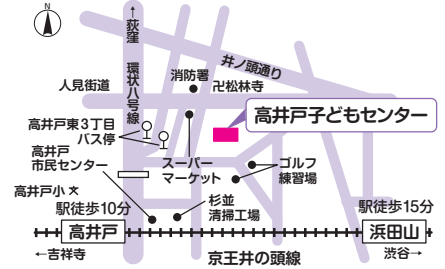 N
←荻窪
環状八号線
井ノ頭通り
人見街道
消防署
卍松林寺
高井戸子どもセンター
高井戸東3丁目
バス停
高井戸
市民センター
スーパー
マーケット
ゴルフ
練習場
高井戸小
杉並
清掃工場
駅徒歩10分
駅徒歩15分
高井戸
浜田山
←吉祥寺
京王井の頭線
渋谷→